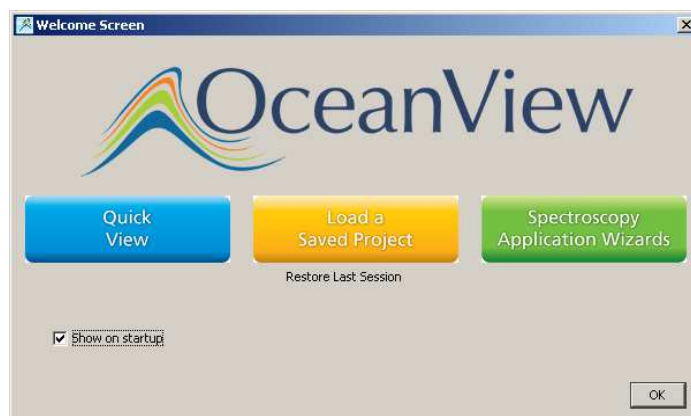 Welcome Screen
OceanView
Quick
View
Load a
Saved Project
Spectroscopy
Application Wizards
Restore Last Session
Show on startup
OK